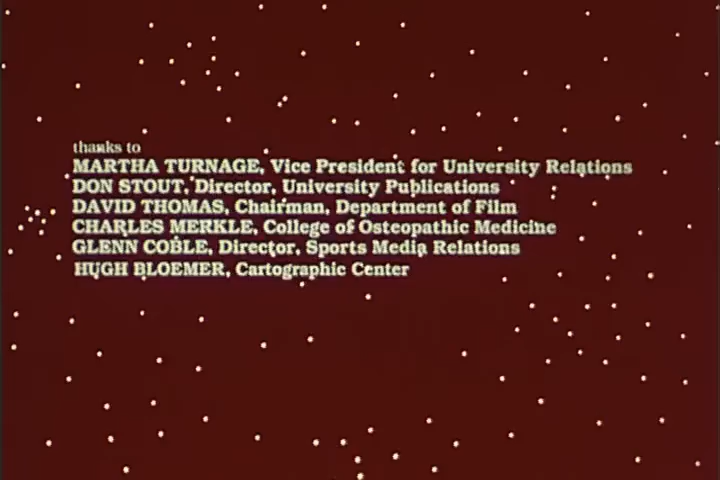 thanks to
MARTHA TURNAGE, Vice President for University Relations
DON STOUT, Director, University Publications
DAVID THOMAS, Chairman, Department of Film
CHARLES MERKLE, College of Osteopathic Medicine
GLENN COBLE, Director, Sports Media Relations
HUGH BLOEMER, Cartographic Center